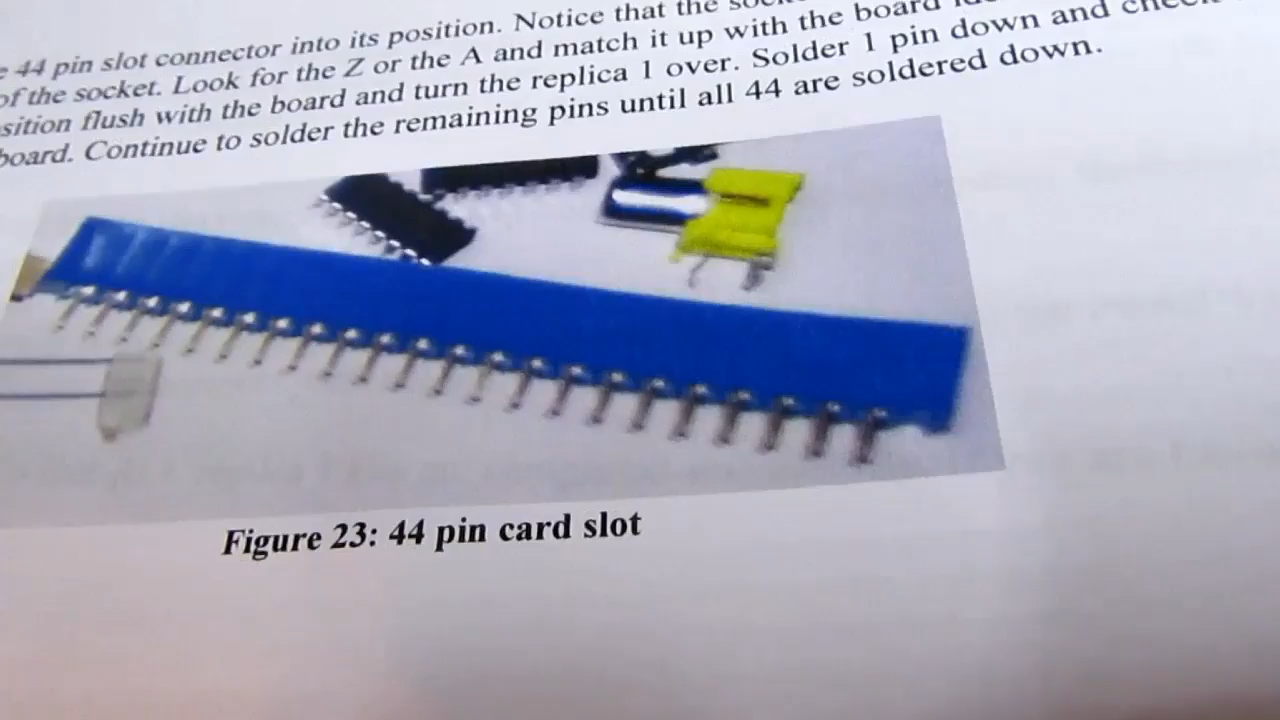 44 pin slot connector into its position. Notice that the
of the socket. Look for the Z or the A and match it up with the board
flush with the board and turn the replica 1 over. Solder 1 pin down and
board. Continue to solder the remaining pins until all 44 are soldered down.
Figure 23: 44 pin card slot